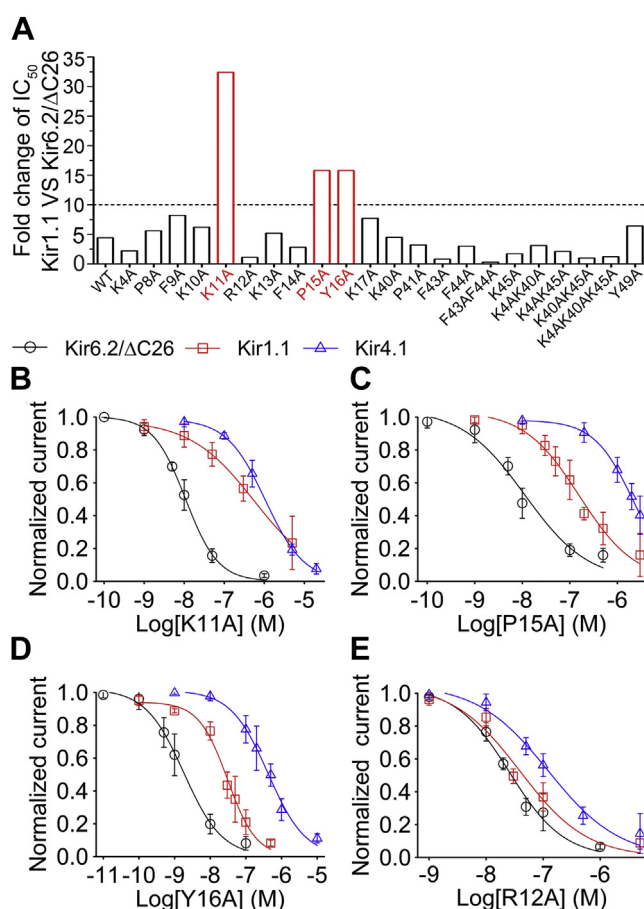 A
Fold change of IC50
Kir1.1 VS Kir6.2/ΔC26
35
30
25
20
15
10
10
5
0
WT K4A P8A F9A K10A K11A R12A K13A F14A P15A Y16A K17A K40A P41A F43A F44A F43AF44A K45A K4AK40A K4AK45A K40AK45A K4AK40AK45A Y49A
Kir6.2/ΔC26 Kir1.1 Kir4.1
B
Normalized current
1.0
0.8
0.6
0.4
0.2
0.0
-10 -9 -8 -7 -6 -5
Log[K11A] (M)
C
Normalized current
1.0
0.8
0.6
0.4
0.2
0.0
-10 -9 -8 -7 -6
Log[P15A] (M)
D
Normalized current
1.0
0.8
0.6
0.4
0.2
0.0
-11 -10 -9 -8 -7 -6 -5
Log[Y16A] (M)
E
Normalized current
1.0
0.8
0.6
0.4
0.2
0.0
-9 -8 -7 -6
Log[R12A] (M)